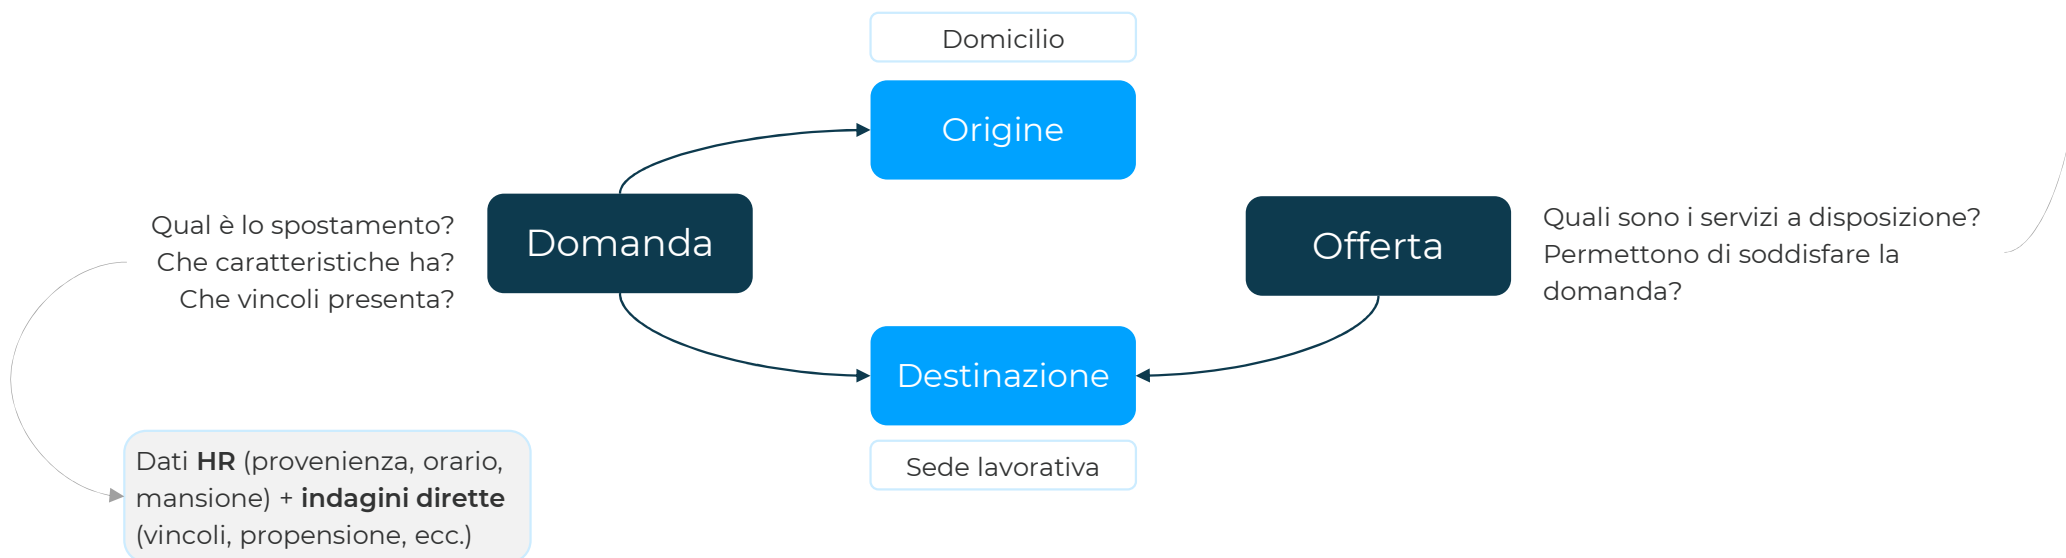 Domicilio
Origine
Qual è lo spostamento?
Che caratteristiche ha?
Che vincoli presenta?
Domanda
Offerta
Quali sono i servizi a disposizione?
Permettono di soddisfare la
domanda?
Destinazione
Sede lavorativa
Dati HR (provenienza, orario,
mansione) + indagini dirette
(vincoli, propensione, ecc.)